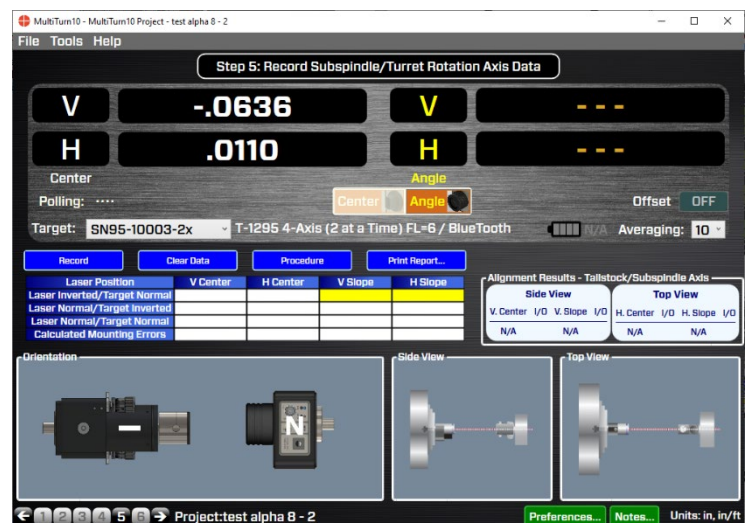 MultiTurn10 - MultiTurn10 Project - test alpha 8 - 2
File Tools Help
Step 5: Record Subspindle/Turret Rotation Axis Data
V -.0636 V ---
H .0110 H ---
Center Angle
Polling: .... Center Angle Offset OFF
Target: SN95-10003-2x T-1295 4-Axis (2 at a Time) FL=6 / BlueTooth N/A Averaging: 10
Record Clear Data Procedure Print Report...
Laser Position V Center H Center V Slope H Slope
Laser Inverted/Target Normal
Laser Normal/Target Inverted
Laser Normal/Target Normal
Calculated Mounting Errors
Alignment Results - Tailstock/Subspindle Axis
Side View Top View
V. Center I/O V. Slope I/O H. Center I/O H. Slope I/O
N/A N/A N/A N/A
Orientation Side View Top View
N
1 2 3 4 5 6 Project:test alpha 8 - 2 Preferences... Notes... Units: in, in/ft